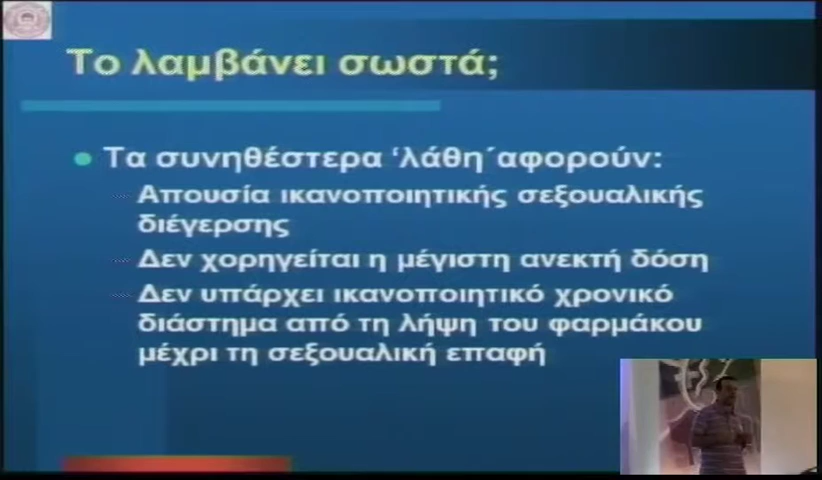 Το λαμβάνει σωστά;
Τα συνηθέστερα ‘λάθη΄αφορούν:
Απουσία ικανοποιητικής σεξουαλικής
διέγερσης
Δεν χορηγείται η μέγιστη ανεκτή δόση
Δεν υπάρχει ικανοποιητικό χρονικό
διάστημα από τη λήψη του φαρμάκου
μέχρι τη σεξουαλική επαφή